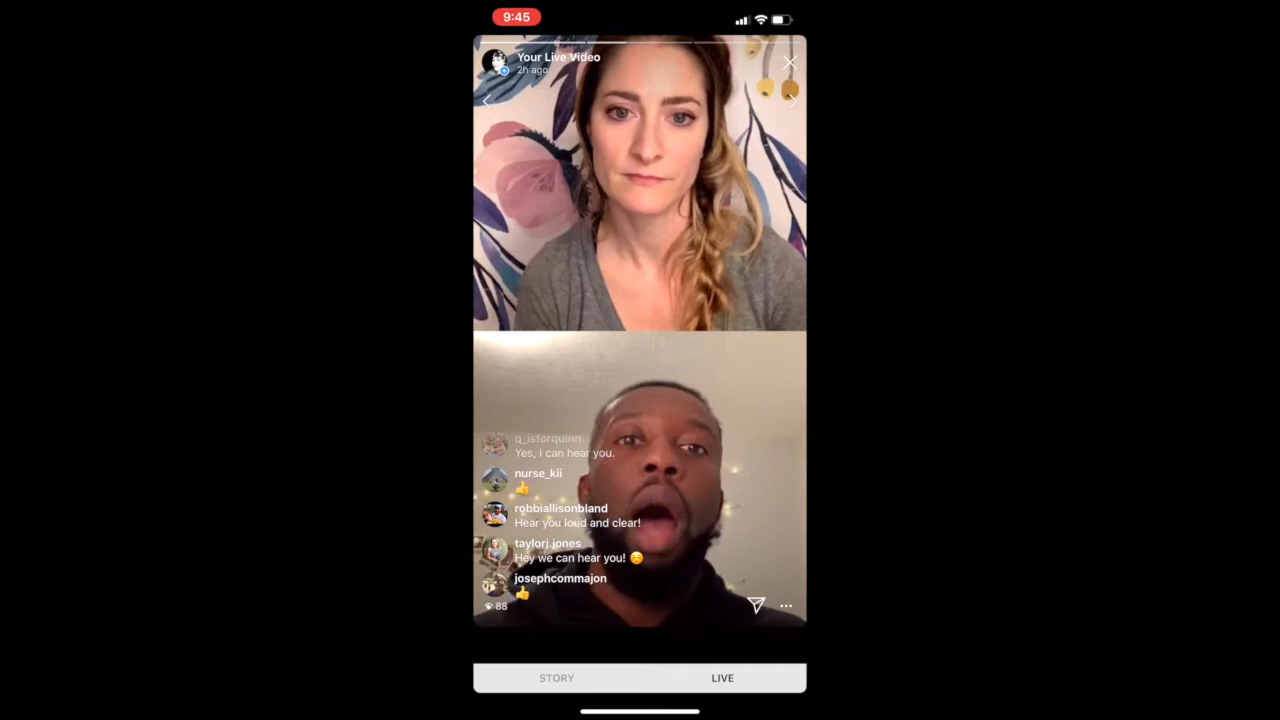 9:45
Your Live Video
2h ago
q_isforquinn
Yes, I can hear you.
nurse_kii
👍
robbiallisonbland
Hear you loud and clear!
taylorj.jones
Hey we can hear you! ☺️
josephcommajon
👍
88
STORY
LIVE